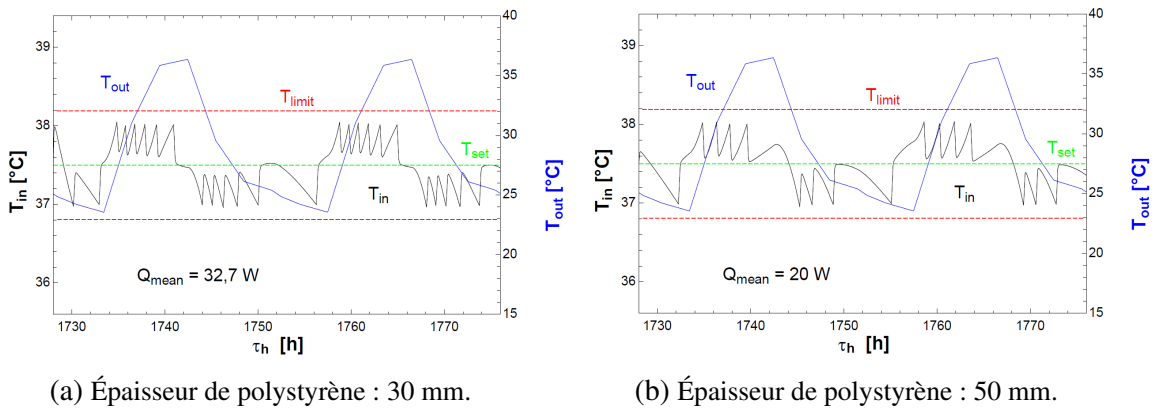 39
38
37
36
T_in [°C]
40
35
30
25
20
15
T_out [°C]
T_out
T_limit
T_set
T_in
Q_mean = 32,7 W
1730
1740
1750
1760
1770
τ_h [h]
(a) Épaisseur de polystyrène : 30 mm.
39
38
37
36
T_in [°C]
40
35
30
25
20
15
T_out [°C]
T_out
T_limit
T_set
T_in
Q_mean = 20 W
1730
1740
1750
1760
1770
τ_h [h]
(b) Épaisseur de polystyrène : 50 mm.